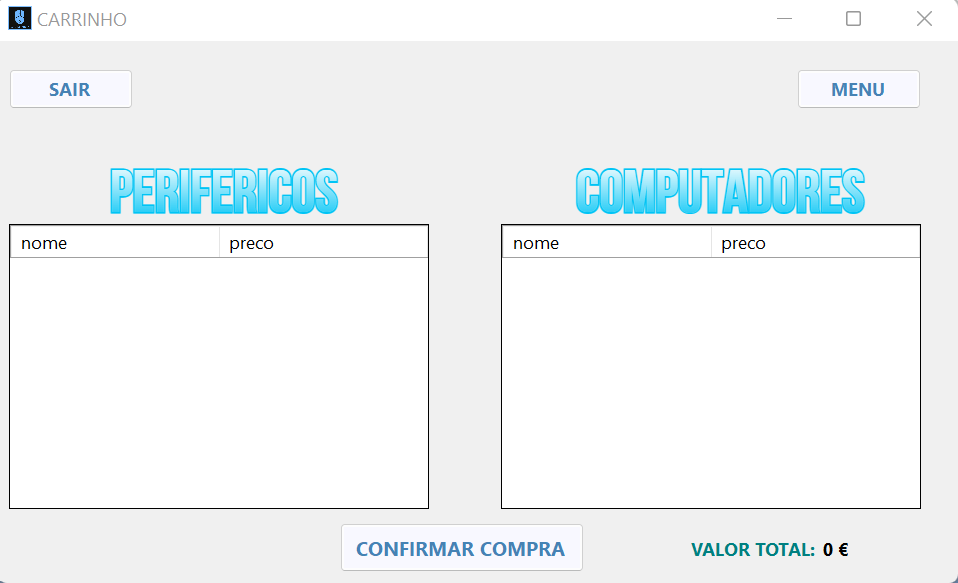 CARRINHO
SAIR
MENU
PERIFERICOS
COMPUTADORES
nome preco
nome preco
CONFIRMAR COMPRA
VALOR TOTAL: 0 €